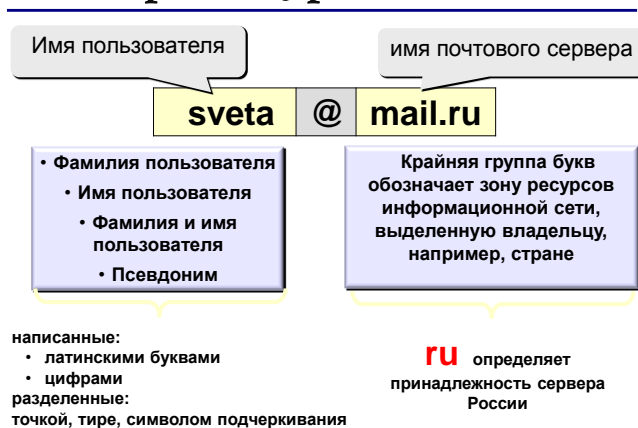 Имя пользователя
имя почтового сервера
sveta @ mail.ru
• Фамилия пользователя
• Имя пользователя
• Фамилия и имя
пользователя
• Псевдоним
Крайняя группа букв
обозначает зону ресурсов
информационной сети,
выделенную владельцу,
например, стране
написанные:
• латинскими буквами
• цифрами
разделенные:
точкой, тире, символом подчеркивания
ru определяет
принадлежность сервера
России